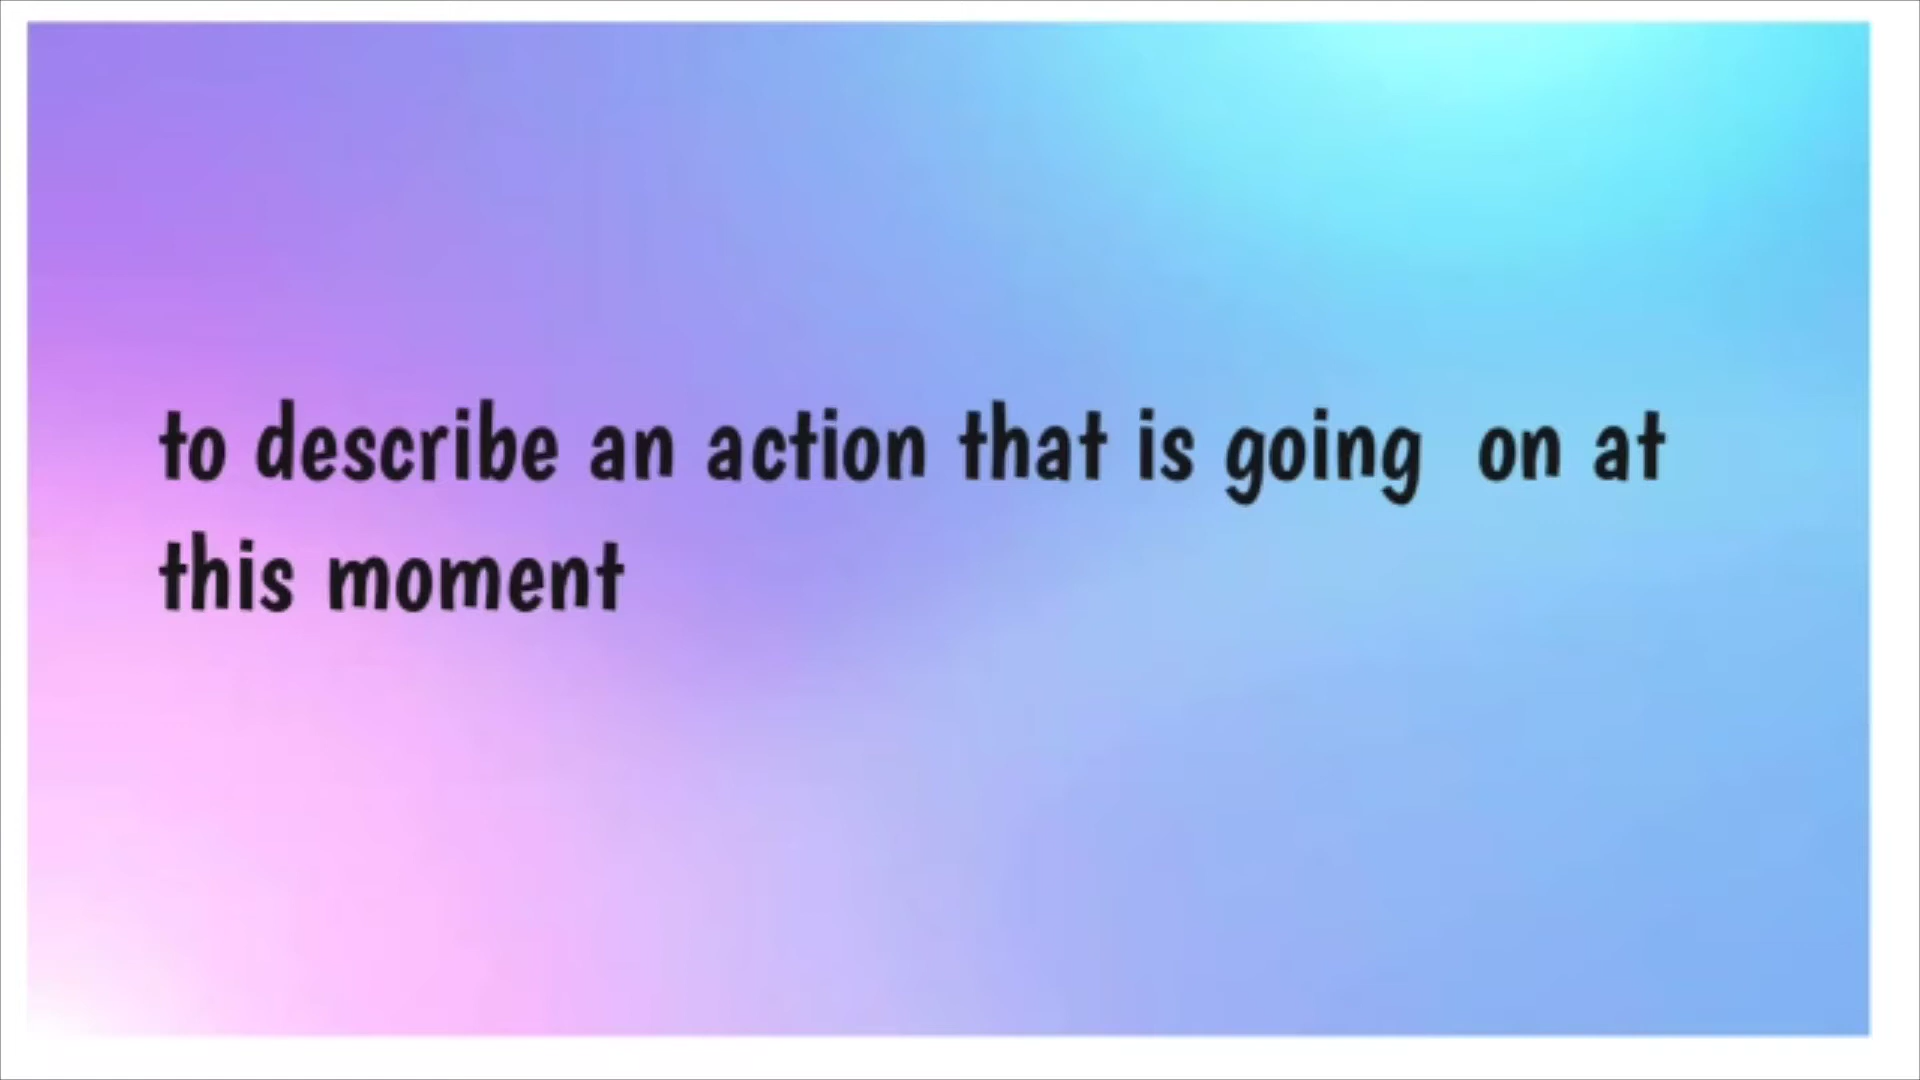 to describe an action that is going  on at
this moment